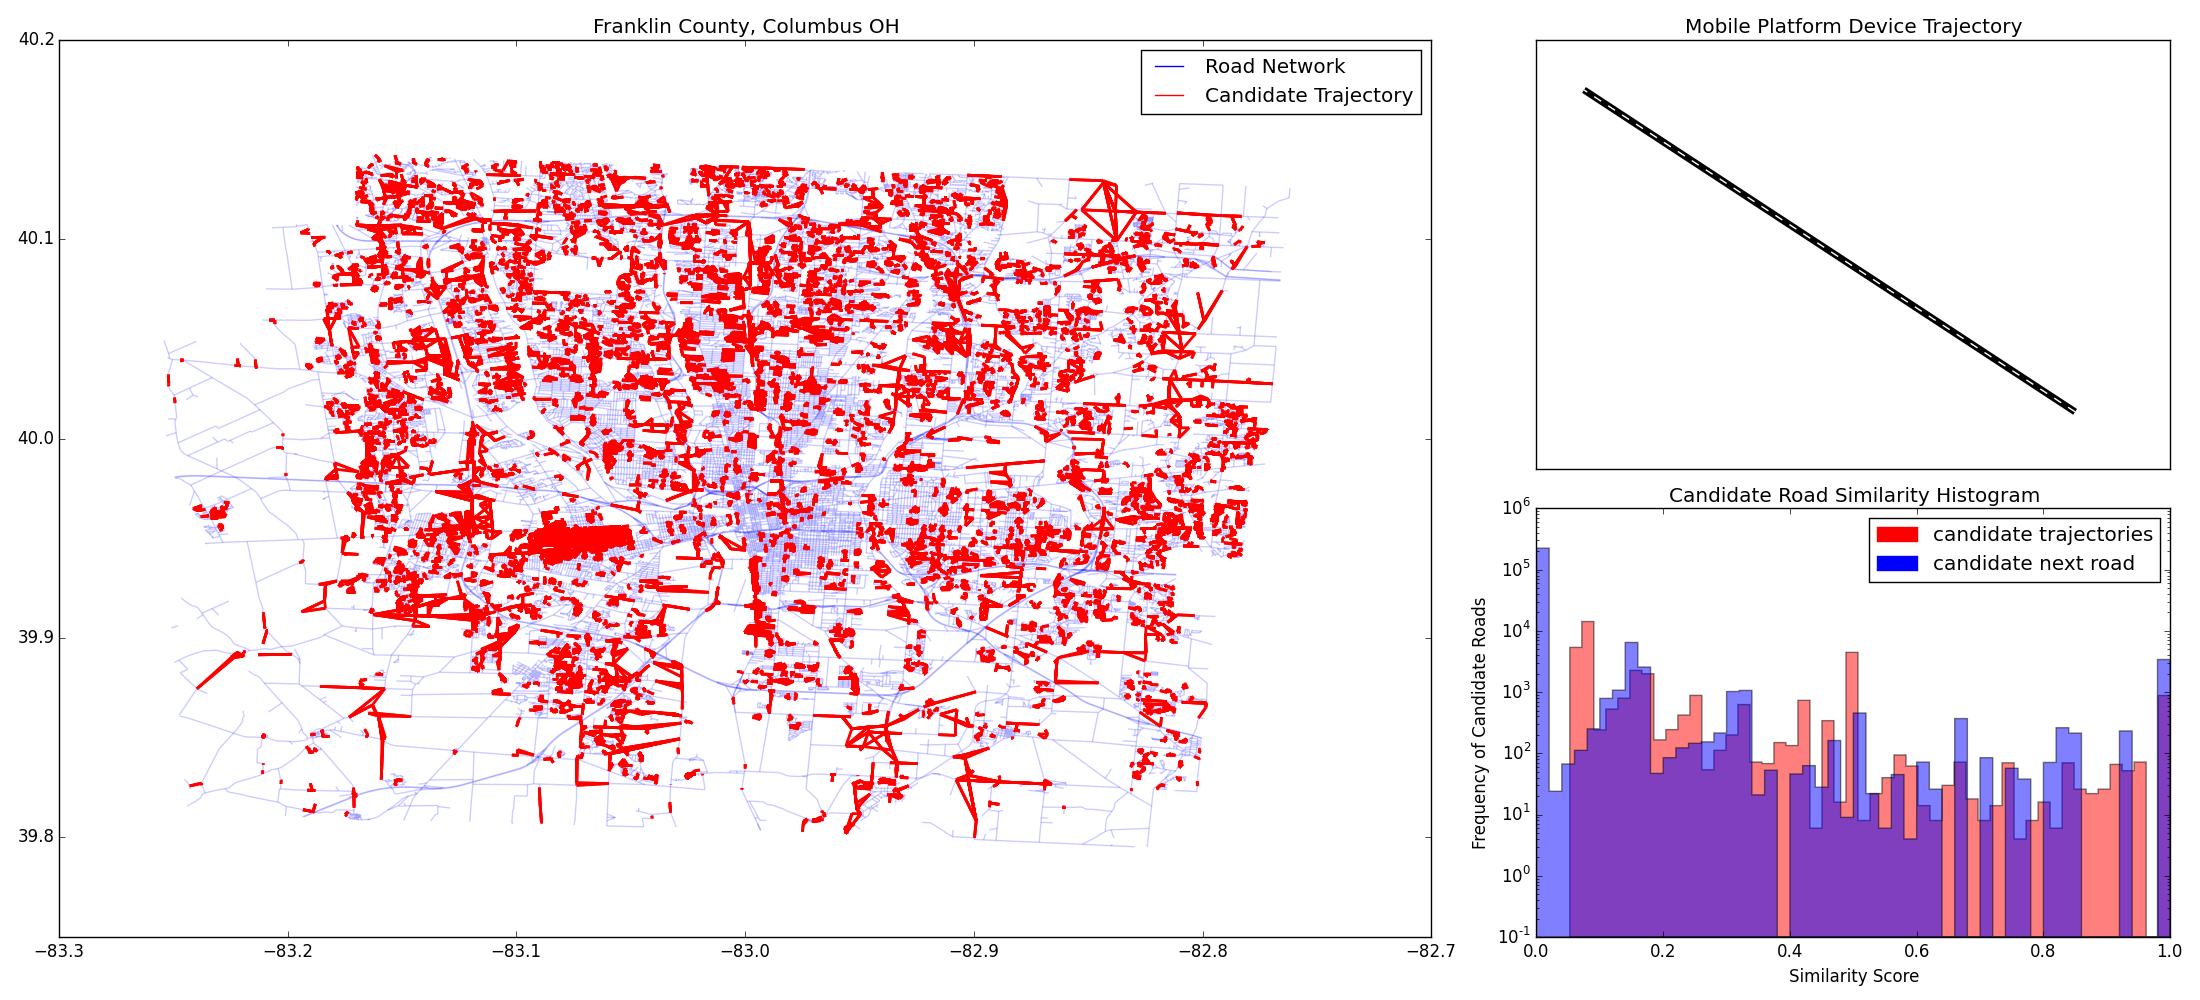 Franklin County, Columbus OH
Road Network
Candidate Trajectory
40.2
40.1
40.0
39.9
39.8
−83.3
−83.2
−83.1
−83.0
−82.9
−82.8
−82.7
Mobile Platform Device Trajectory
Candidate Road Similarity Histogram
candidate trajectories
candidate next road
Frequency of Candidate Roads
10^6
10^5
10^4
10^3
10^2
10^1
10^0
10^-1
0.0
0.2
0.4
0.6
0.8
1.0
Similarity Score